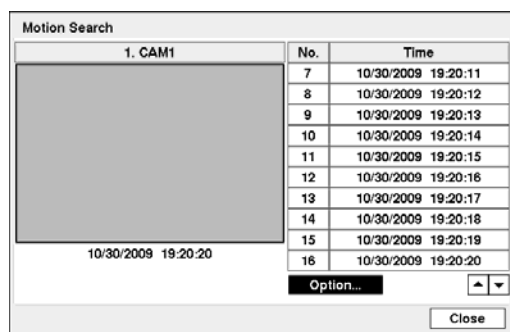 Motion Search
1. CAM1
No. Time
7 10/30/2009 19:20:11
8 10/30/2009 19:20:12
9 10/30/2009 19:20:13
10 10/30/2009 19:20:14
11 10/30/2009 19:20:15
12 10/30/2009 19:20:16
13 10/30/2009 19:20:17
14 10/30/2009 19:20:18
15 10/30/2009 19:20:19
16 10/30/2009 19:20:20
10/30/2009 19:20:20
Option...
Close